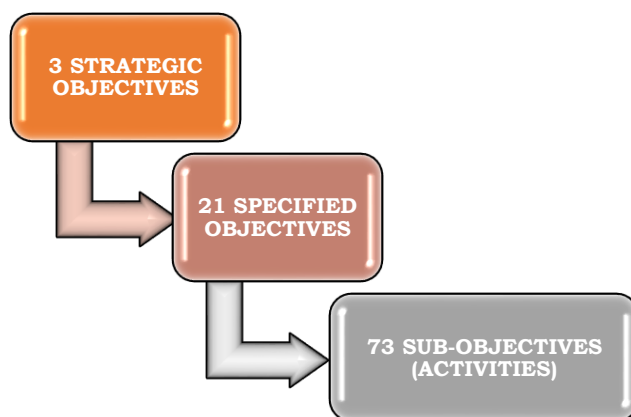 3 STRATEGIC
OBJECTIVES
21 SPECIFIED
OBJECTIVES
73 SUB-OBJECTIVES
(ACTIVITIES)